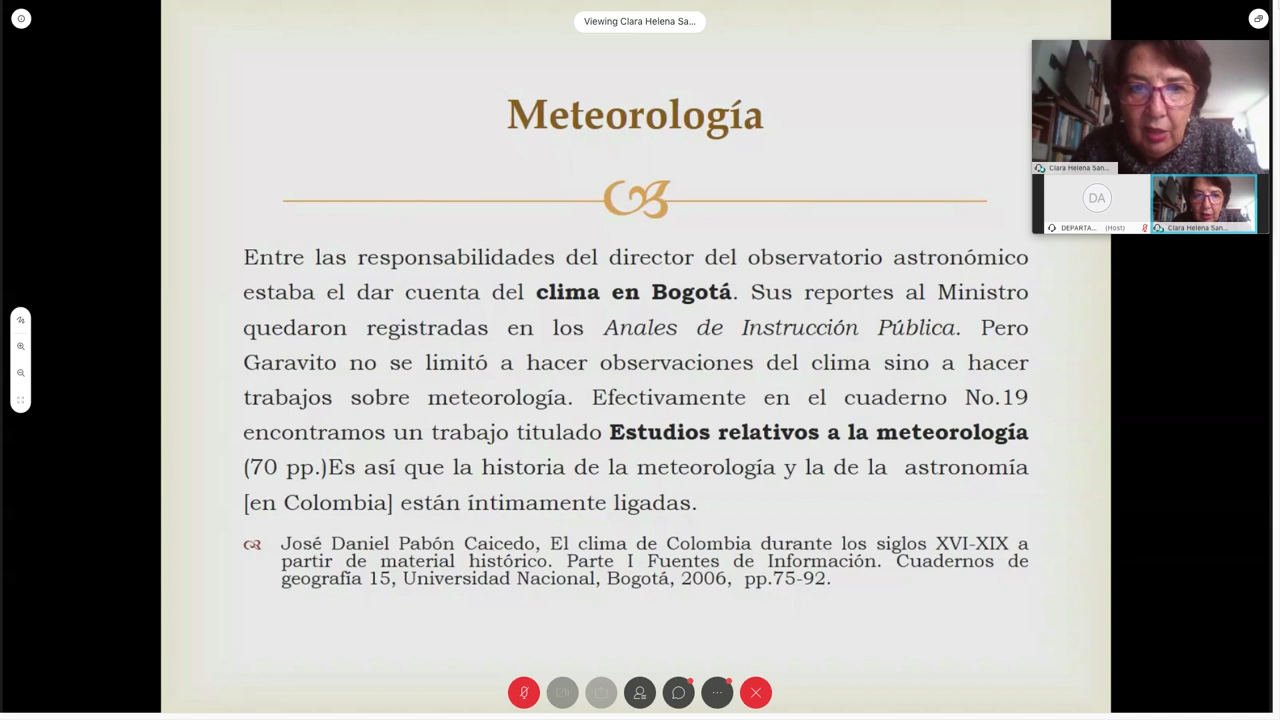 Viewing Clara Helena Sa...
Meteorología
Entre las responsabilidades del director del observatorio astronómico
estaba el dar cuenta del clima en Bogotá. Sus reportes al Ministro
quedaron registradas en los Anales de Instrucción Pública. Pero
Garavito no se limitó a hacer observaciones del clima sino a hacer
trabajos sobre meteorología. Efectivamente en el cuaderno No.19
encontramos un trabajo titulado Estudios relativos a la meteorología
(70 pp.)Es así que la historia de la meteorología y la de la astronomía
[en Colombia] están íntimamente ligadas.
José Daniel Pabón Caicedo, El clima de Colombia durante los siglos XVI-XIX a
partir de material histórico. Parte I Fuentes de Información. Cuadernos de
geografía 15, Universidad Nacional, Bogotá, 2006, pp.75-92.
Clara Helena San...
DA
DEPARTA... (Host)
Clara Helena San...